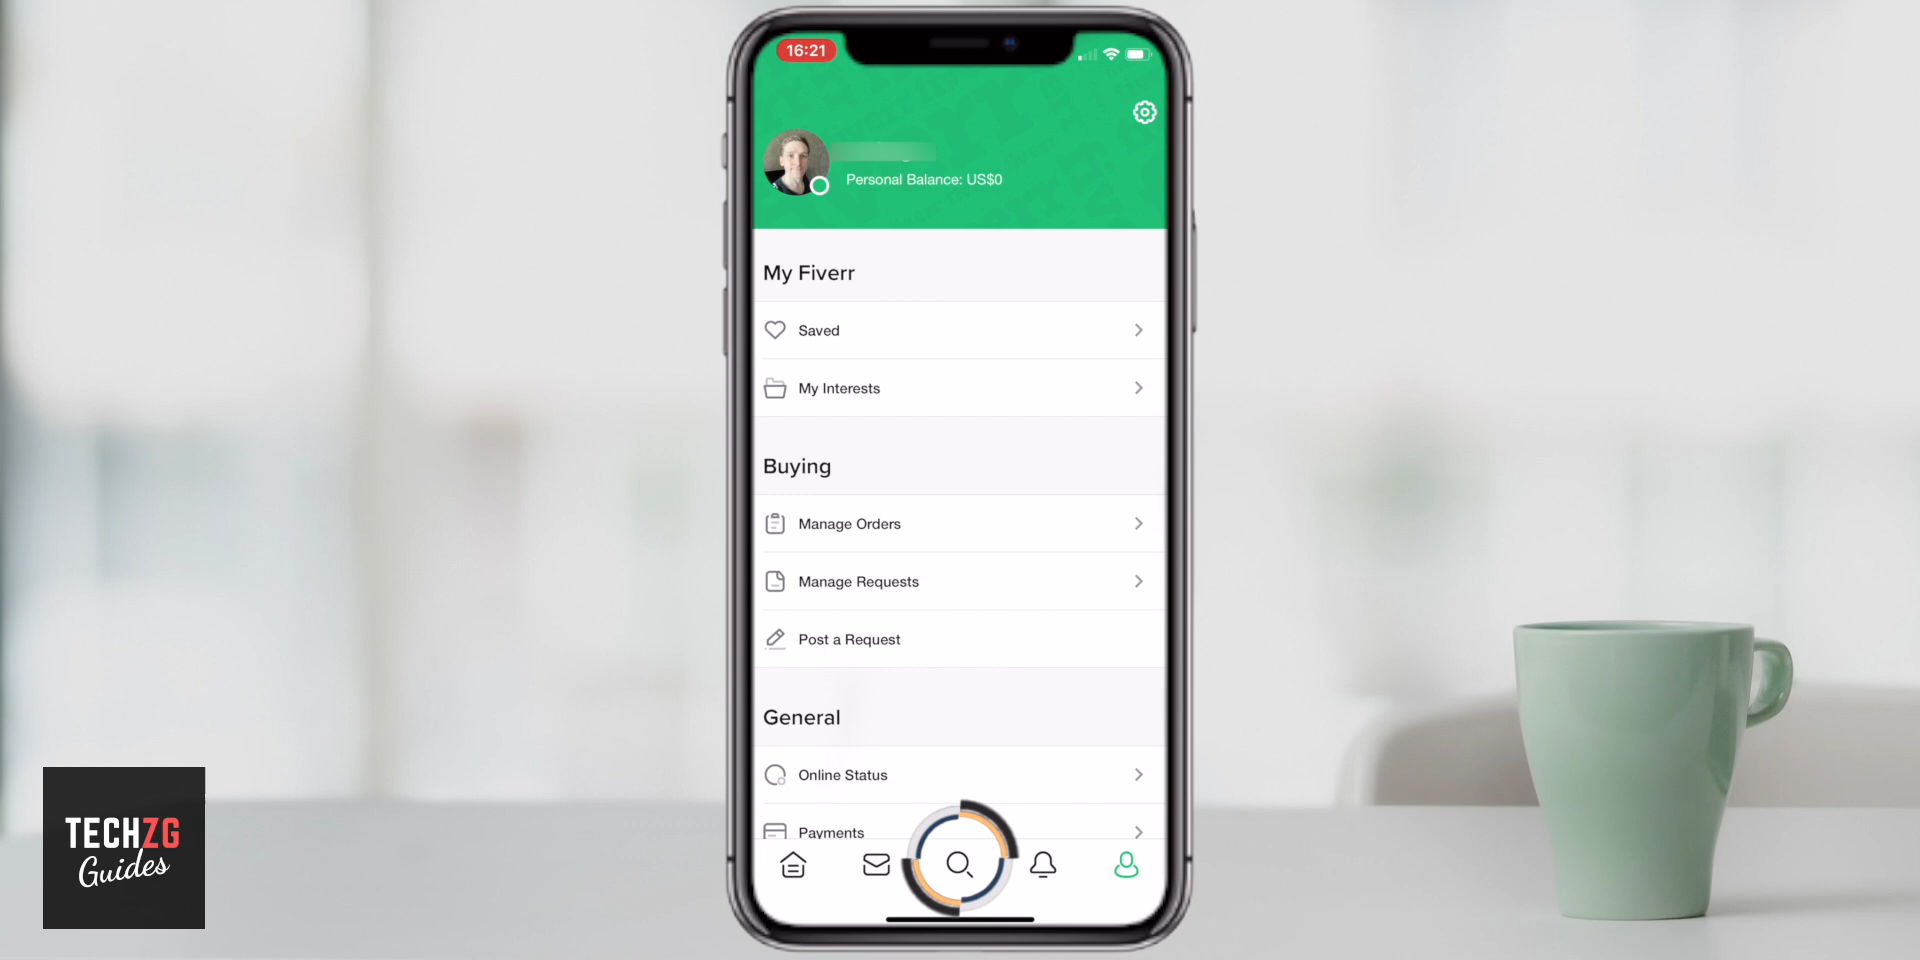 16:21
Personal Balance: US$0
My Fiverr
Saved
My Interests
Buying
Manage Orders
Manage Requests
Post a Request
General
Online Status
Payments
TECHZG
Guides